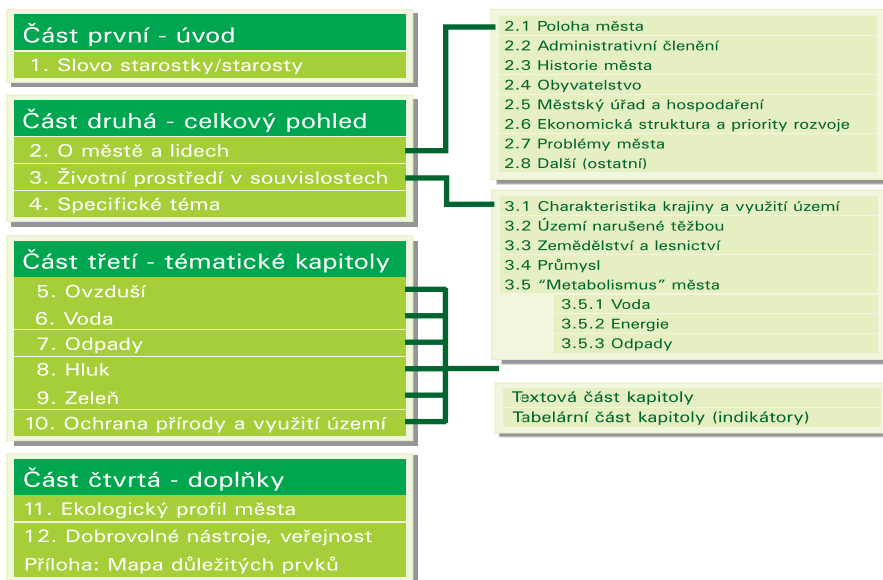 Část první - úvod
1. Slovo starostky/starosty
Část druhá - celkový pohled
2. O městě a lidech
3. Životní prostředí v souvislostech
4. Specifické téma
Část třetí - tématické kapitoly
5. Ovzduší
6. Voda
7. Odpady
8. Hluk
9. Zeleň
10. Ochrana přírody a využití území
Část čtvrtá - doplňky
11. Ekologický profil města
12. Dobrovolné nástroje, veřejnost
Příloha: Mapa důležitých prvků
2.1 Poloha města
2.2 Administrativní členění
2.3 Historie města
2.4 Obyvatelstvo
2.5 Městský úřad a hospodaření
2.6 Ekonomická struktura a priority rozvoje
2.7 Problémy města
2.8 Další (ostatní)
3.1 Charakteristika krajiny a využití území
3.2 Území narušené těžbou
3.3 Zemědělství a lesnictví
3.4 Průmysl
3.5 “Metabolismus” města
3.5.1 Voda
3.5.2 Energie
3.5.3 Odpady
Textová část kapitoly
Tabelární část kapitoly (indikátory)